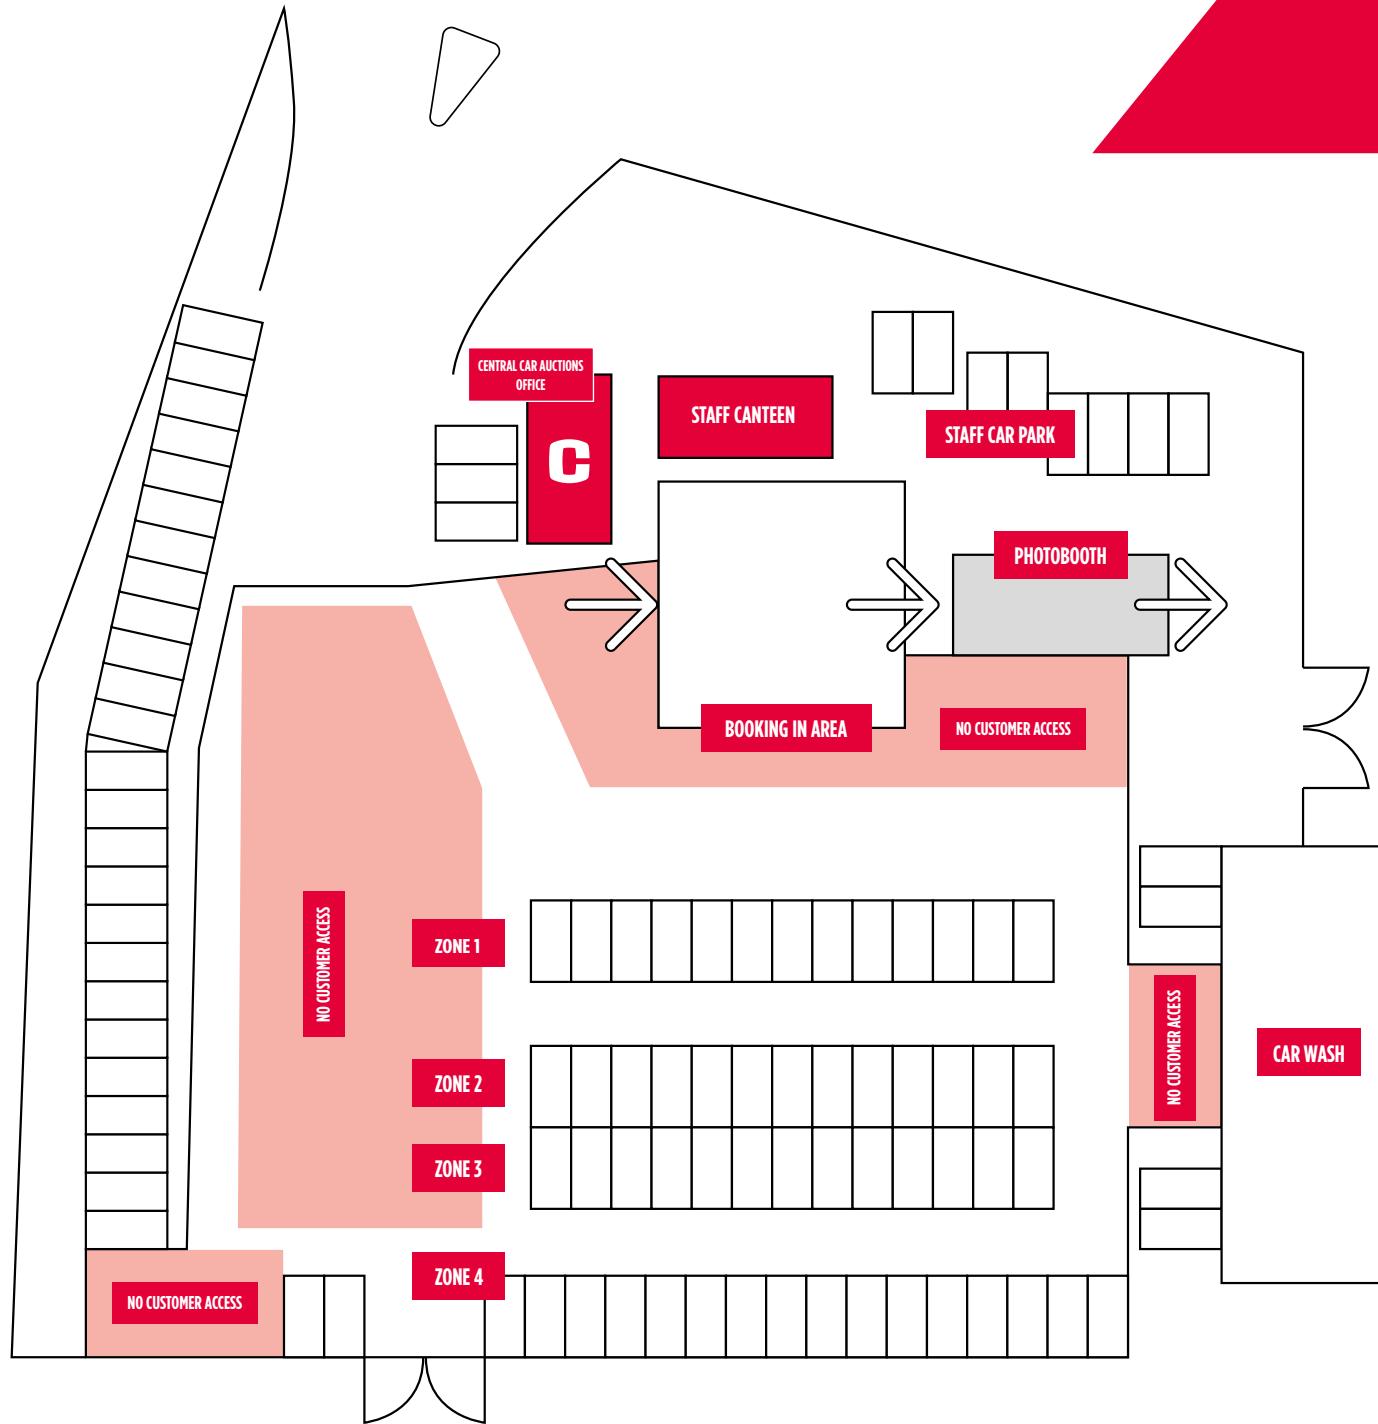 CENTRAL CAR AUCTIONS
OFFICE
C
STAFF CANTEEN
STAFF CAR PARK
PHOTOBOOTH
BOOKING IN AREA
NO CUSTOMER ACCESS
NO CUSTOMER ACCESS
ZONE 1
ZONE 2
ZONE 3
ZONE 4
NO CUSTOMER ACCESS
CAR WASH
NO CUSTOMER ACCESS